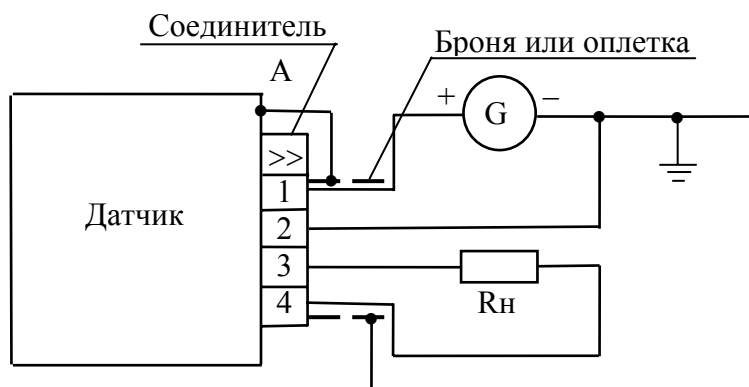 Соединитель
Броня или оплетка
А
+ G –
>>
1
Датчик
2
3
4
Rн